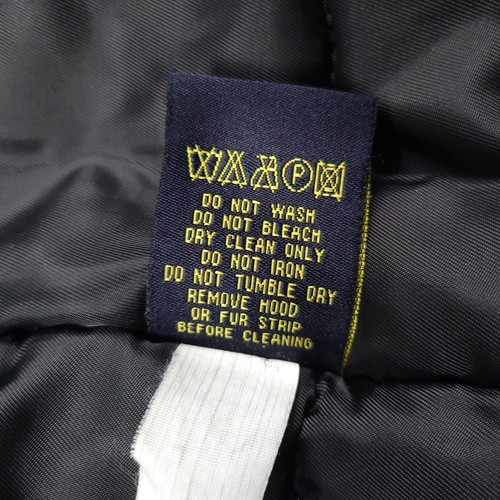 P
DO NOT WASH
DO NOT BLEACH
DRY CLEAN ONLY
DO NOT IRON
DO NOT TUMBLE DRY
REMOVE HOOD
OR FUR STRIP
BEFORE CLEANING